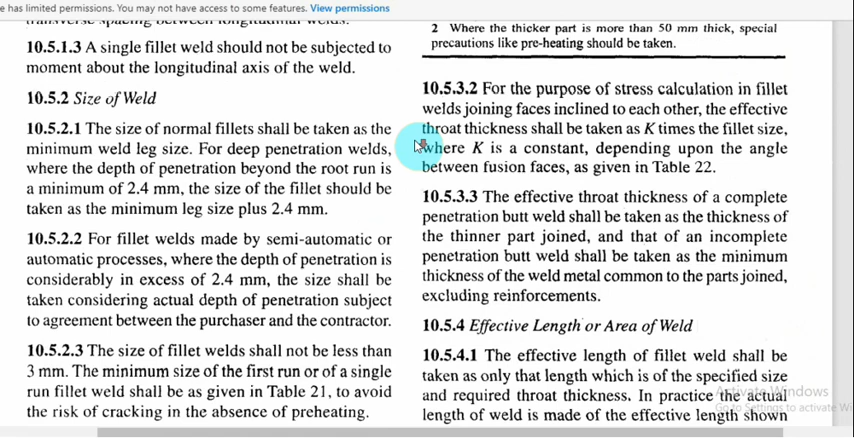 e has limited permissions. You may not have access to some features. View permissions
transverse spacing between longitudinal welds.
10.5.1.3 A single fillet weld should not be subjected to
moment about the longitudinal axis of the weld.
10.5.2 Size of Weld
10.5.2.1 The size of normal fillets shall be taken as the
minimum weld leg size. For deep penetration welds,
where the depth of penetration beyond the root run is
a minimum of 2.4 mm, the size of the fillet should be
taken as the minimum leg size plus 2.4 mm.
10.5.2.2 For fillet welds made by semi-automatic or
automatic processes, where the depth of penetration is
considerably in excess of 2.4 mm, the size shall be
taken considering actual depth of penetration subject
to agreement between the purchaser and the contractor.
10.5.2.3 The size of fillet welds shall not be less than
3 mm. The minimum size of the first run or of a single
run fillet weld shall be as given in Table 21, to avoid
the risk of cracking in the absence of preheating.
2 Where the thicker part is more than 50 mm thick, special
precautions like pre-heating should be taken.
10.5.3.2 For the purpose of stress calculation in fillet
welds joining faces inclined to each other, the effective
throat thickness shall be taken as K times the fillet size,
where K is a constant, depending upon the angle
between fusion faces, as given in Table 22.
10.5.3.3 The effective throat thickness of a complete
penetration butt weld shall be taken as the thickness of
the thinner part joined, and that of an incomplete
penetration butt weld shall be taken as the minimum
thickness of the weld metal common to the parts joined,
excluding reinforcements.
10.5.4 Effective Length or Area of Weld
10.5.4.1 The effective length of fillet weld shall be
taken as only that length which is of the specified size
and required throat thickness. In practice the actual
length of weld is made of the effective length shown
Activate Windows
Go to Settings to activate Wi